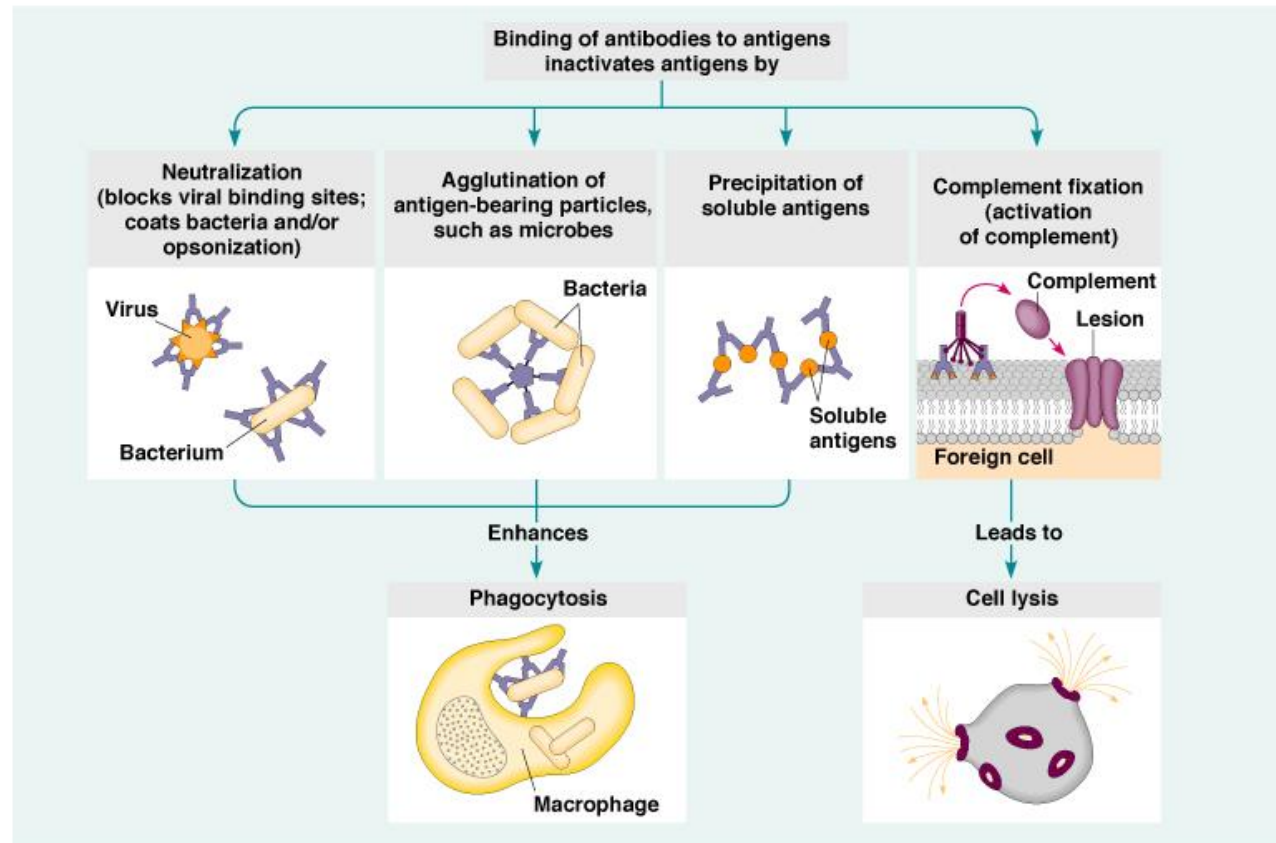 Binding of antibodies to antigens
inactivates antigens by
Neutralization
(blocks viral binding sites;
coats bacteria and/or
opsonization)
Agglutination of
antigen-bearing particles,
such as microbes
Precipitation of
soluble antigens
Complement fixation
(activation
of complement)
Virus
Bacterium
Bacteria
Soluble
antigens
Complement
Lesion
Foreign cell
Enhances
Leads to
Phagocytosis
Macrophage
Cell lysis